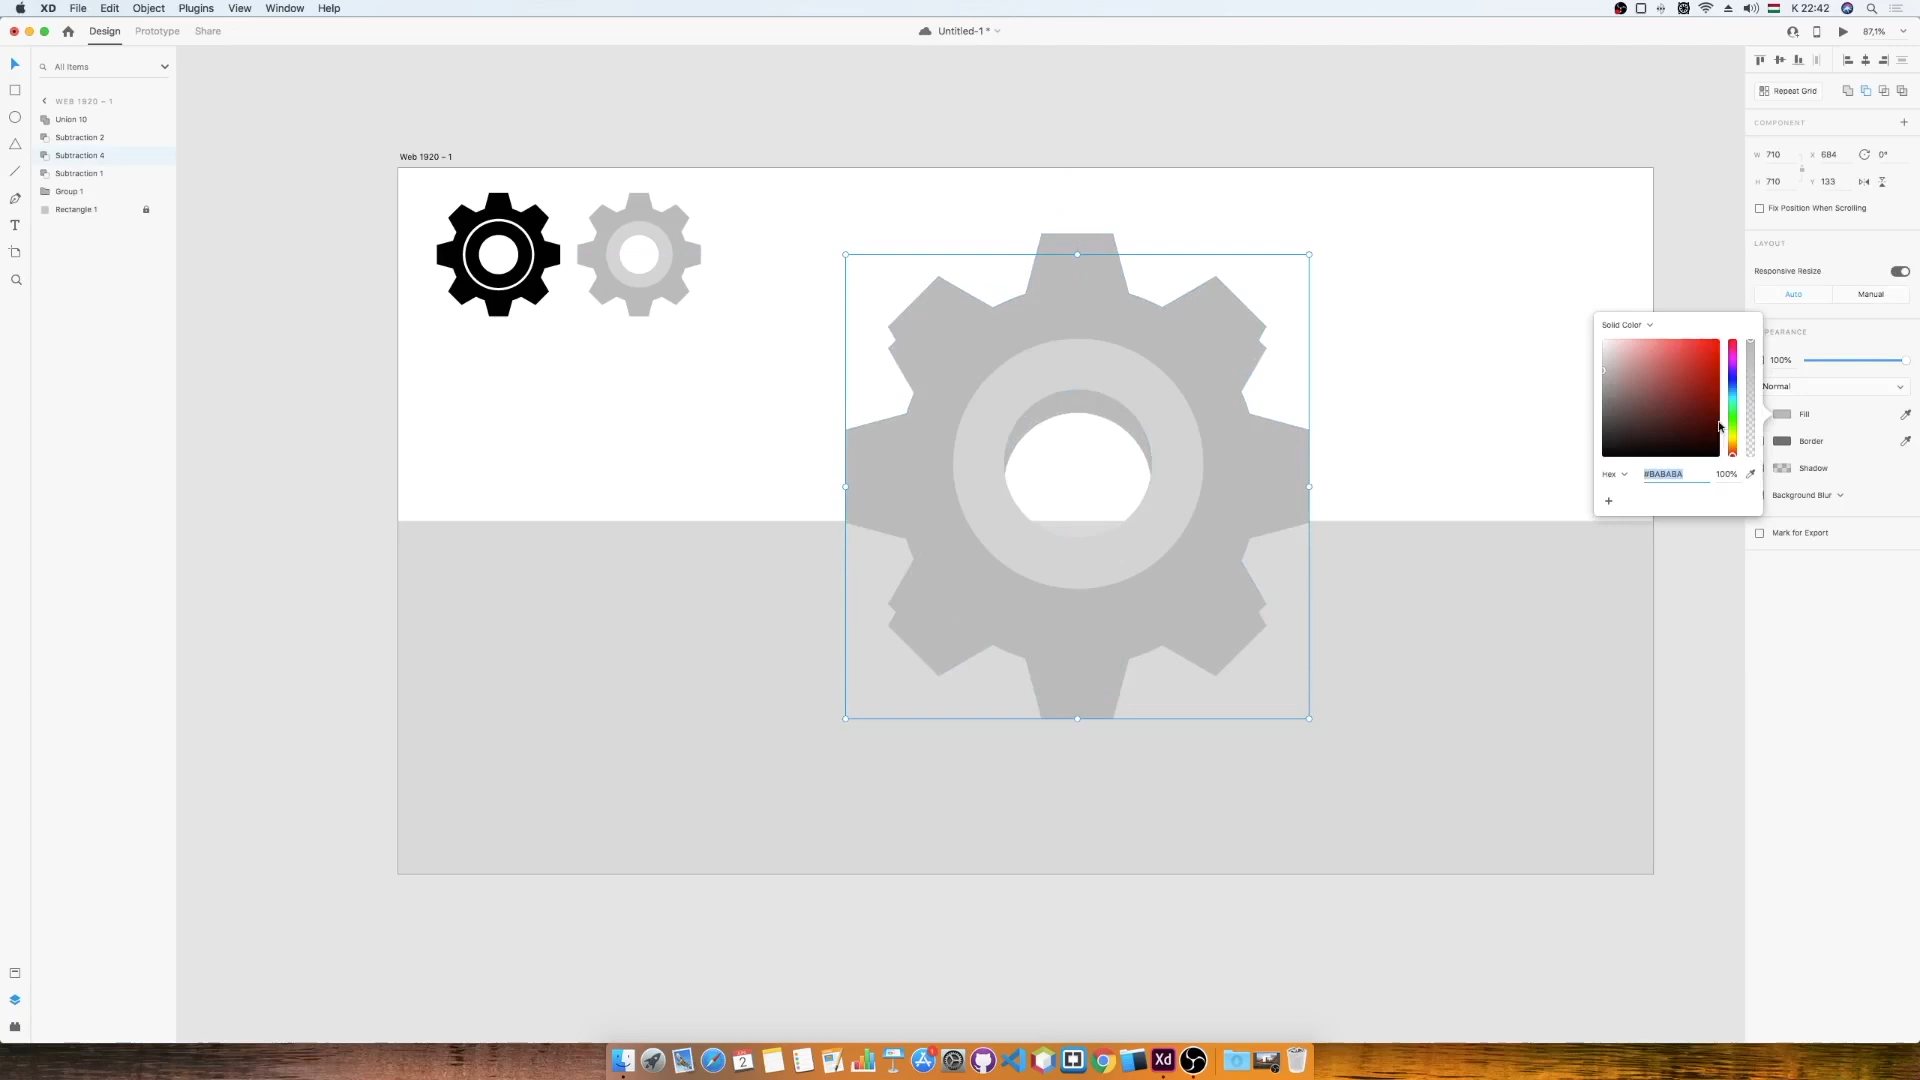 XD File Edit Object Plugins View Window Help
K 22:42
Design Prototype Share
Untitled-1 *
87,1%
All Items
WEB 1920 – 1
Union 10
Subtraction 2
Subtraction 4
Subtraction 1
Group 1
Rectangle 1
Web 1920 – 1
Repeat Grid
COMPONENT
W 710 X 684 0°
H 710 Y 133
Fix Position When Scrolling
LAYOUT
Responsive Resize
Auto Manual
Solid Color
PEARANCE
100%
Normal
Fill
Border
Hex #BABABA 100%
Shadow
Background Blur
Mark for Export
T
2
Xd